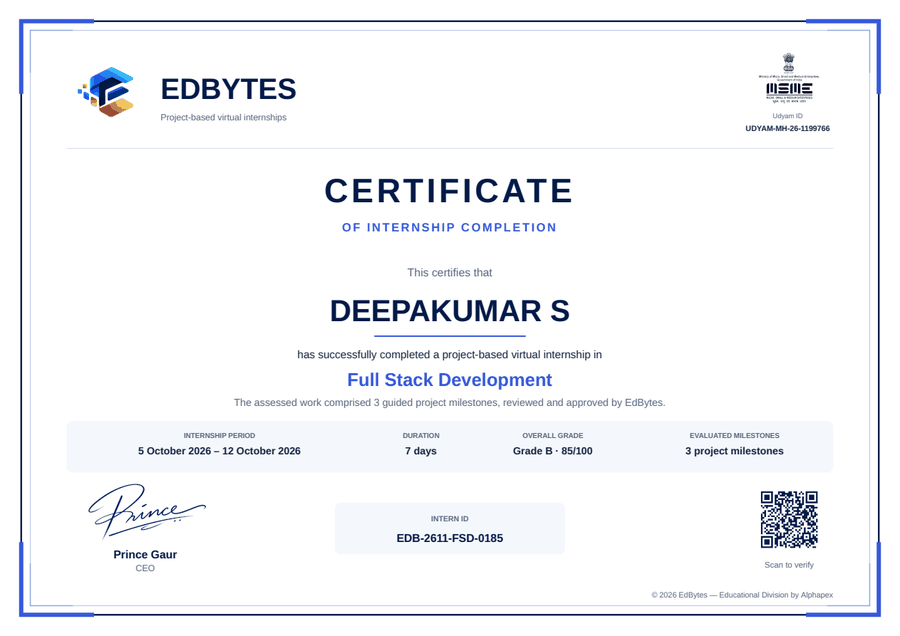 EDBYTES
Project-based virtual internships
MSME
Udyam ID
UDYAM-MH-26-1199766
CERTIFICATE
OF INTERNSHIP COMPLETION
This certifies that
DEEPAKUMAR S
has successfully completed a project-based virtual internship in
Full Stack Development
The assessed work comprised 3 guided project milestones, reviewed and approved by EdBytes.
INTERNSHIP PERIOD
5 October 2026 – 12 October 2026
DURATION
7 days
OVERALL GRADE
Grade B · 85/100
EVALUATED MILESTONES
3 project milestones
Prince
Prince Gaur
CEO
INTERN ID
EDB-2611-FSD-0185
Scan to verify
© 2026 EdBytes — Educational Division by Alphapex